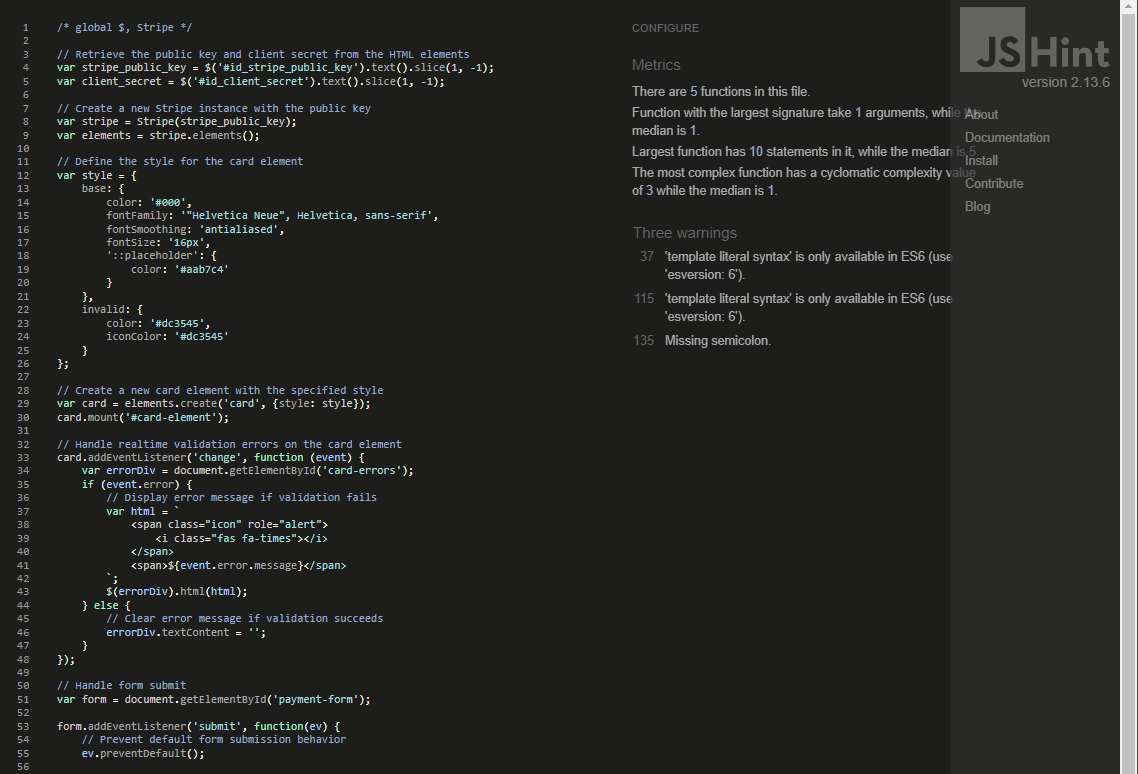 1 /* global $, Stripe */
2
3 // Retrieve the public key and client secret from the HTML elements
4 var stripe_public_key = $('#id_stripe_public_key').text().slice(1, -1);
5 var client_secret = $('#id_client_secret').text().slice(1, -1);
6
7 // Create a new Stripe instance with the public key
8 var stripe = Stripe(stripe_public_key);
9 var elements = stripe.elements();
10
11 // Define the style for the card element
12 var style = {
13     base: {
14         color: '#000',
15         fontFamily: '"Helvetica Neue", Helvetica, sans-serif',
16         fontSmoothing: 'antialiased',
17         fontSize: '16px',
18         '::placeholder': {
19             color: '#aab7c4'
20         }
21     },
22     invalid: {
23         color: '#dc3545',
24         iconColor: '#dc3545'
25     }
26 };
27
28 // Create a new card element with the specified style
29 var card = elements.create('card', {style: style});
30 card.mount('#card-element');
31
32 // Handle realtime validation errors on the card element
33 card.addEventListener('change', function (event) {
34     var errorDiv = document.getElementById('card-errors');
35     if (event.error) {
36         // Display error message if validation fails
37         var html = `
38             <span class="icon" role="alert">
39                 <i class="fas fa-times"></i>
40             </span>
41             <span>${event.error.message}</span>
42         `;
43         $(errorDiv).html(html);
44     } else {
45         // Clear error message if validation succeeds
46         errorDiv.textContent = '';
47     }
48 });
49
50 // Handle form submit
51 var form = document.getElementById('payment-form');
52
53 form.addEventListener('submit', function(ev) {
54     // Prevent default form submission behavior
55     ev.preventDefault();
56
CONFIGURE
Metrics
There are 5 functions in this file.
Function with the largest signature take 1 arguments, while the
median is 1.
Largest function has 10 statements in it, while the median is 5.
The most complex function has a cyclomatic complexity value
of 3 while the median is 1.
Three warnings
37 'template literal syntax' is only available in ES6 (use
'esversion: 6').
115 'template literal syntax' is only available in ES6 (use
'esversion: 6').
135 Missing semicolon.
JSHint
version 2.13.6
About
Documentation
Install
Contribute
Blog